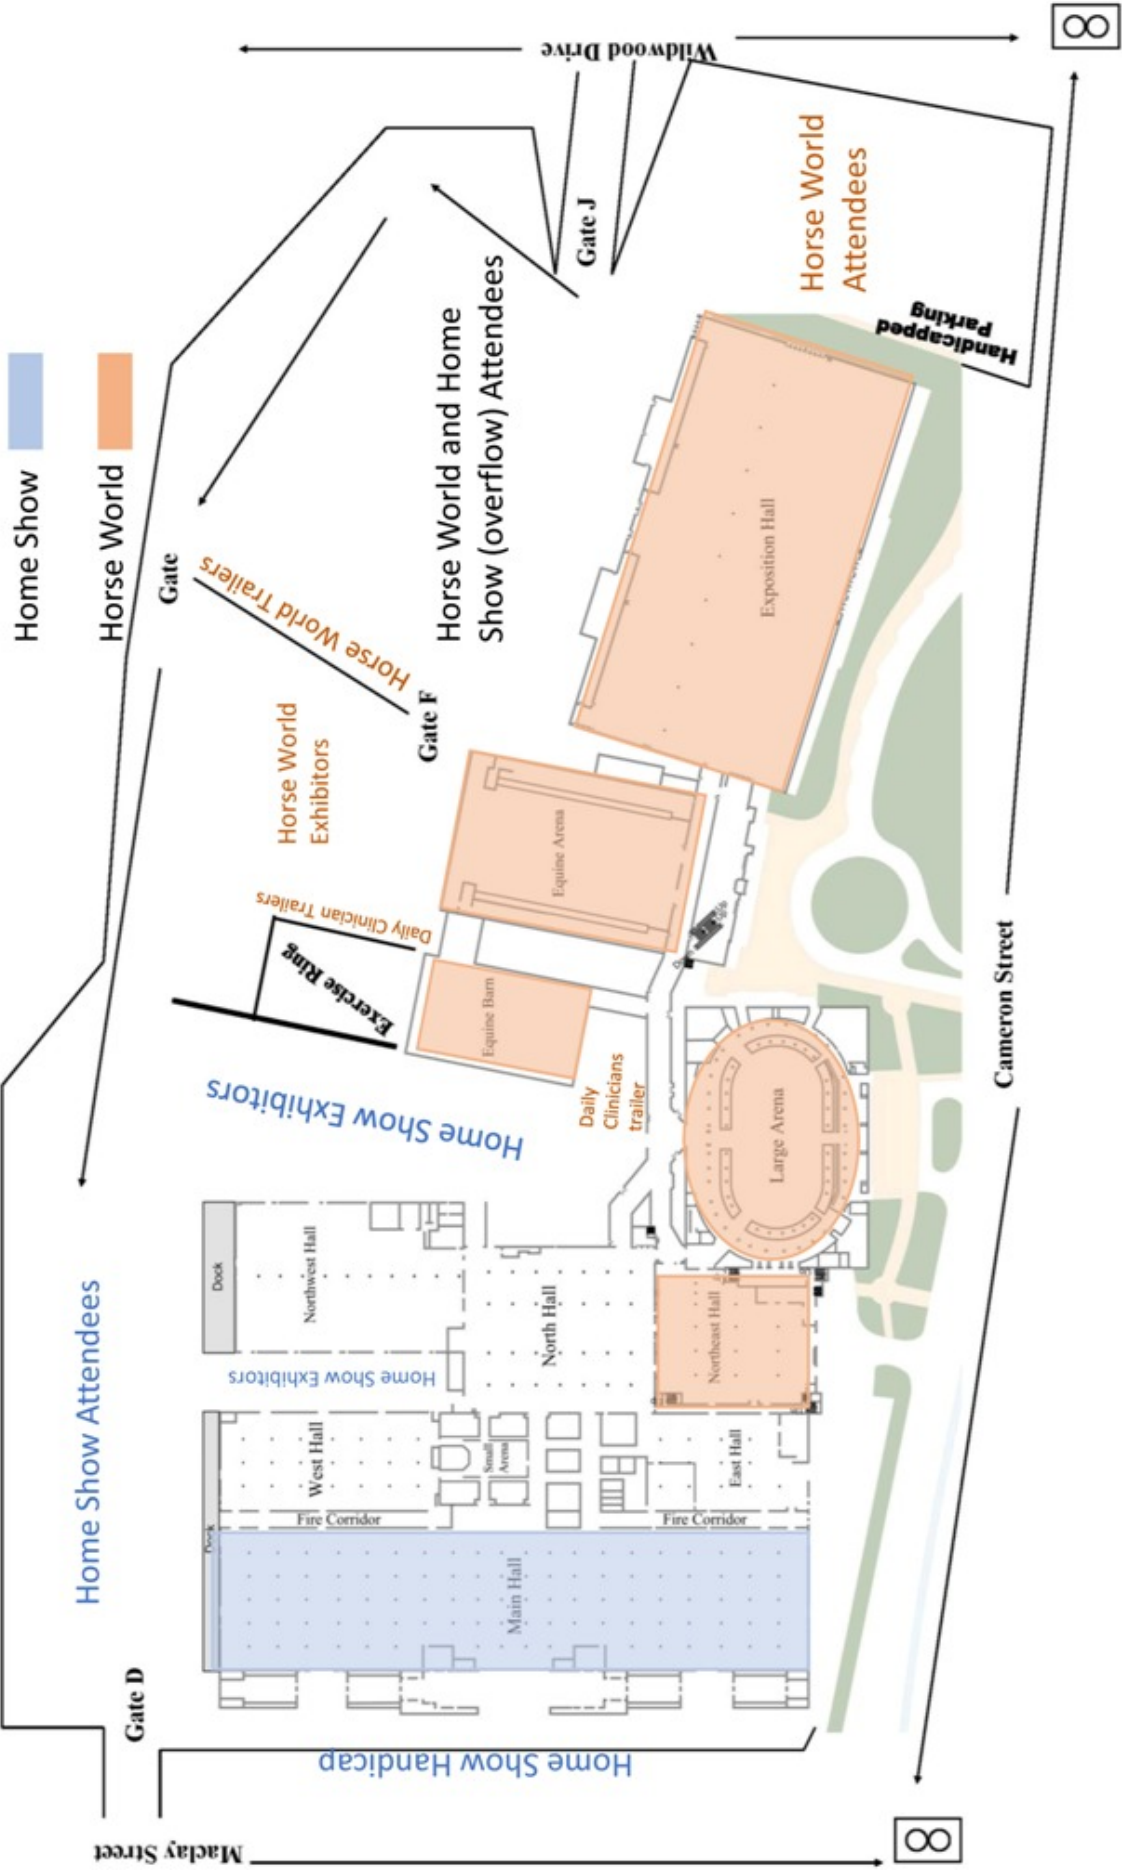 Home Show
Horse World
Wildwood Drive
8
Gate
Horse World Trailers
Horse World and Home
Show (overflow) Attendees
Gate J
Horse World
Attendees
Handicapped
Parking
Horse World
Exhibitors
Gate F
Exposition Hall
Daily Clinician Trailers
Exercise Ring
Equine Arena
Equine Barn
Home Show Exhibitors
Daily
Clinicians
trailer
Large Arena
Cameron Street
Home Show Attendees
Dock
Northwest Hall
North Hall
Northeast Hall
Home Show Exhibitors
West Hall
Small
Arena
East Hall
Fire Corridor
Fire Corridor
Dock
Main Hall
Gate D
Home Show Handicap
Maclay Street
8